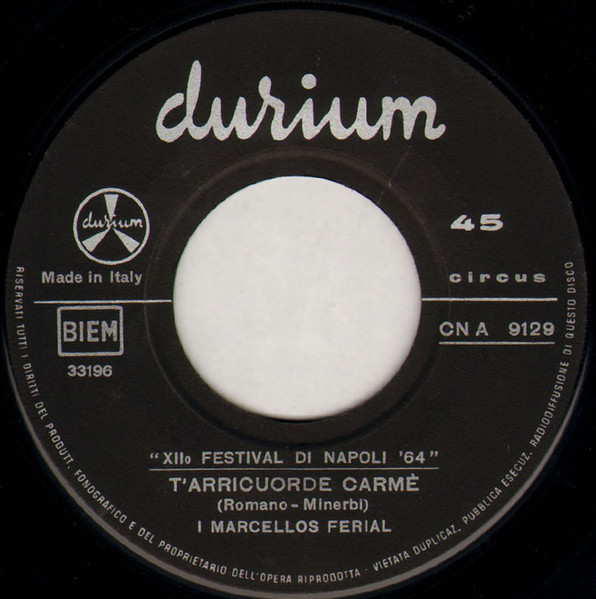 durium
durium
Made in Italy
45
circus
BIEM
33196
CN A 9129
"XIIo FESTIVAL DI NAPOLI '64"
T'ARRICUORDE CARMÈ
(Romano - Minerbi)
I MARCELLOS FERIAL
RISERVATI TUTTI I DIRITTI DEL PRODUTT. FONOGRAFICO E DEL PROPRIETARIO DELL'OPERA RIPRODOTTA - VIETATA DUPLICAZ. PUBBLICA ESECUZ. RADIODIFFUSIONE DI QUESTO DISCO